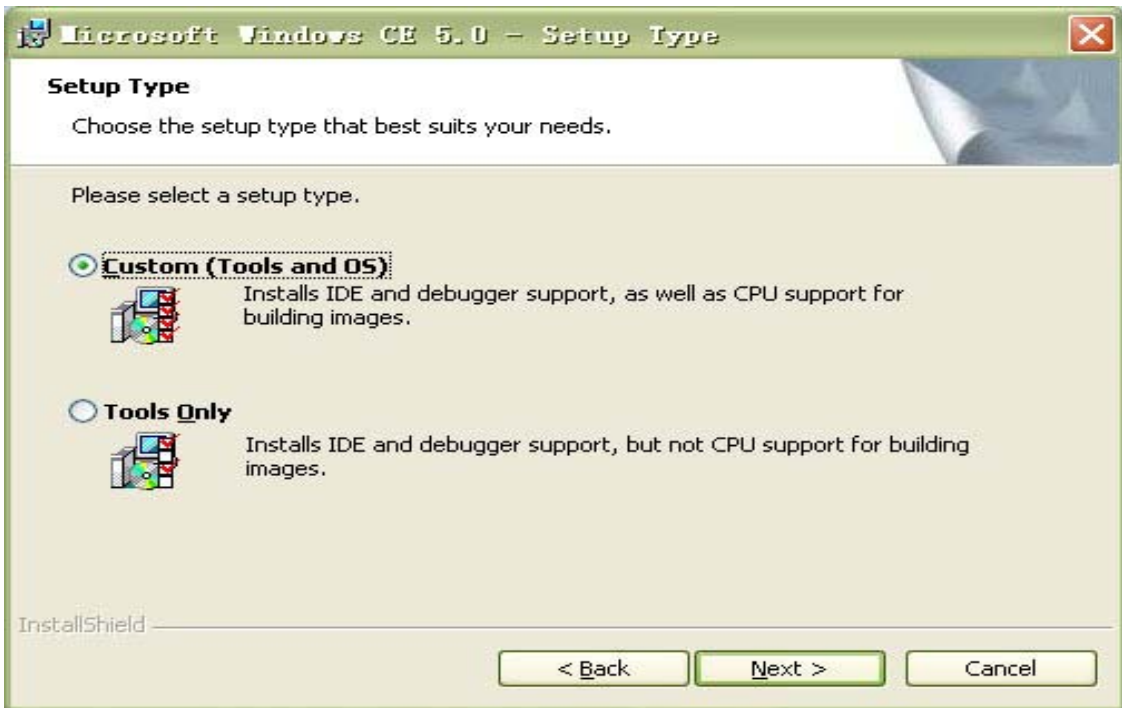 Microsoft Windows CE 5.0 - Setup Type
Setup Type
Choose the setup type that best suits your needs.
Please select a setup type.
Custom (Tools and OS)
Installs IDE and debugger support, as well as CPU support for
building images.
Tools Only
Installs IDE and debugger support, but not CPU support for building
images.
InstallShield
< Back
Next >
Cancel